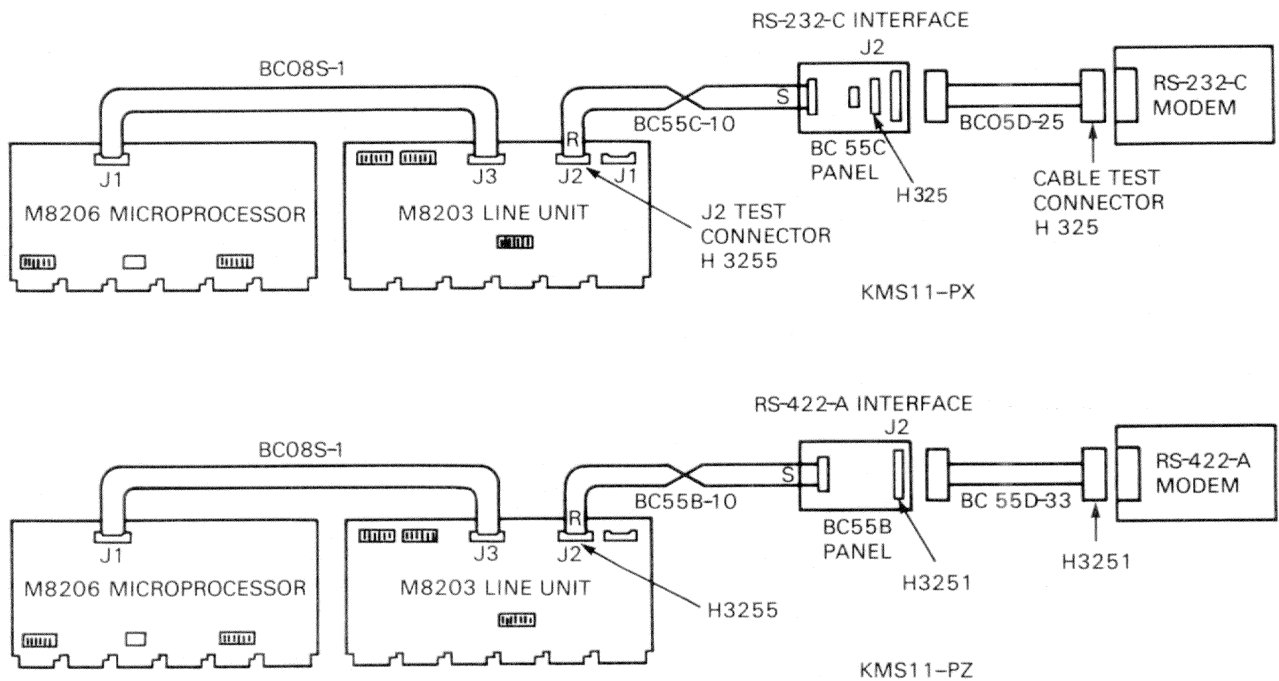 RS-232-C INTERFACE
J2
BC08S-1
S
BC55C-10
BC05D-25
RS-232-C
MODEM
R
J1
J3
J2
J1
BC 55C
PANEL
H325
CABLE TEST
CONNECTOR
H 325
M8206 MICROPROCESSOR
M8203 LINE UNIT
J2 TEST
CONNECTOR
H 3255
KMS11-PX
RS-422-A INTERFACE
J2
BC08S-1
S
BC55B-10
BC 55D-33
RS-422-A
MODEM
R
J1
J3
J2
BC55B
PANEL
H3251
H3251
M8206 MICROPROCESSOR
M8203 LINE UNIT
H3255
KMS11-PZ